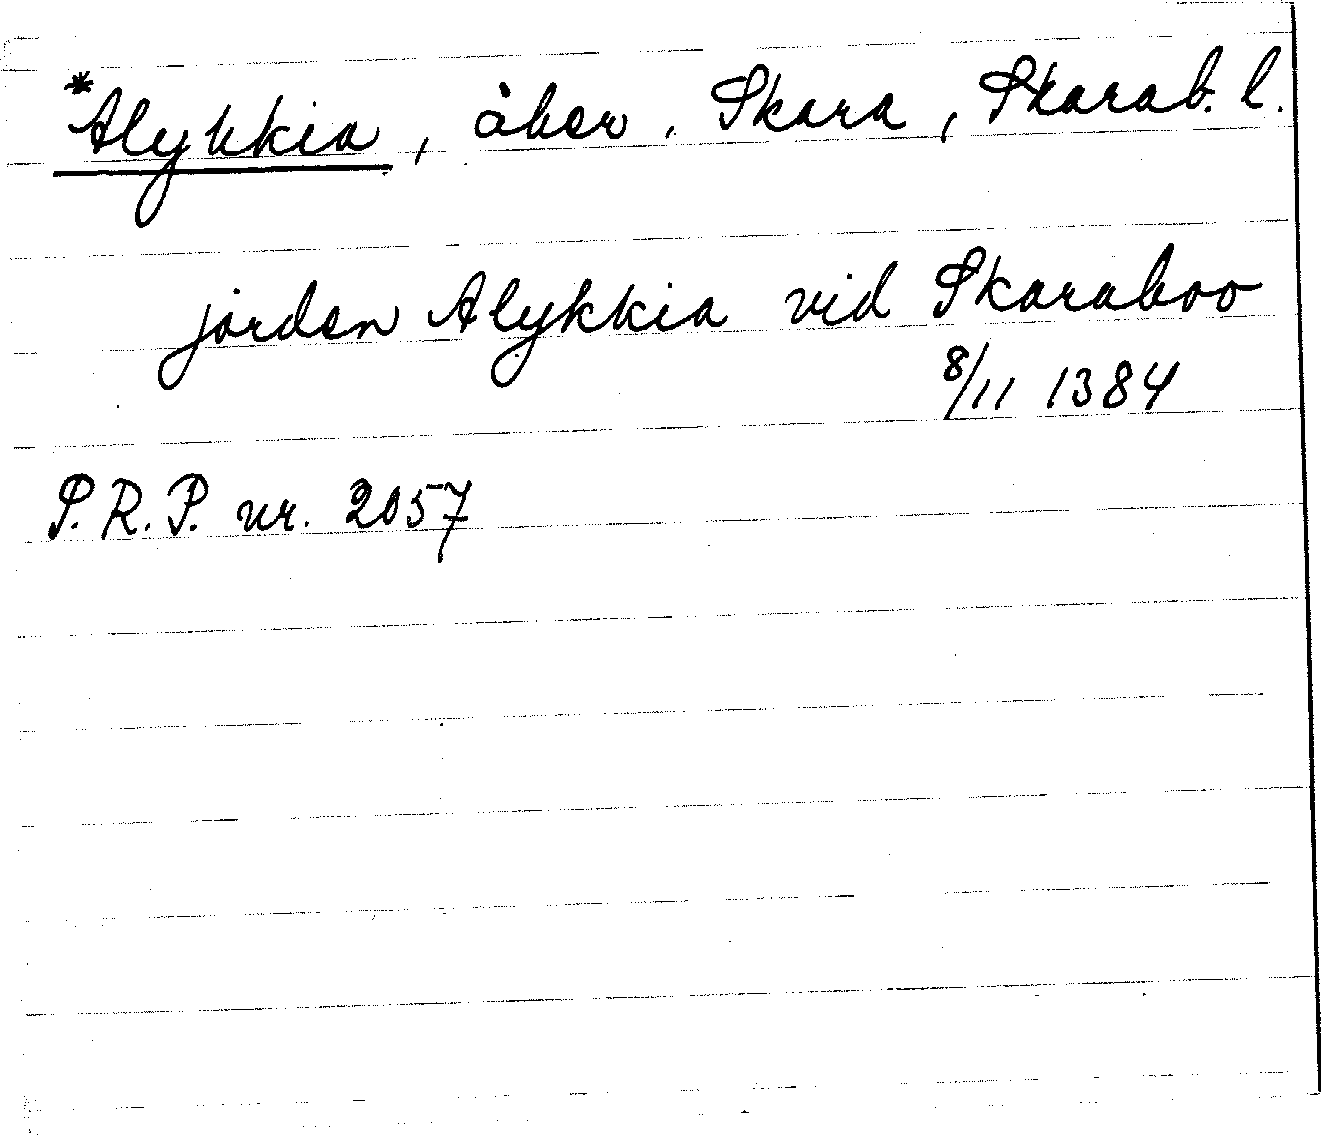 *Alykkia, åker, Skara, Skarab. l.
jorden Alykkia vid Skaraboo
8/11 1384
P.R.P. nr. 2057